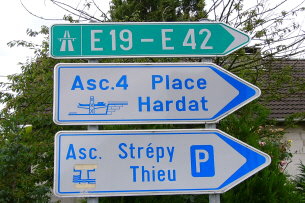 E19 - E42
Asc.4 Place
Hardat
Asc. Strépy P
Thieu